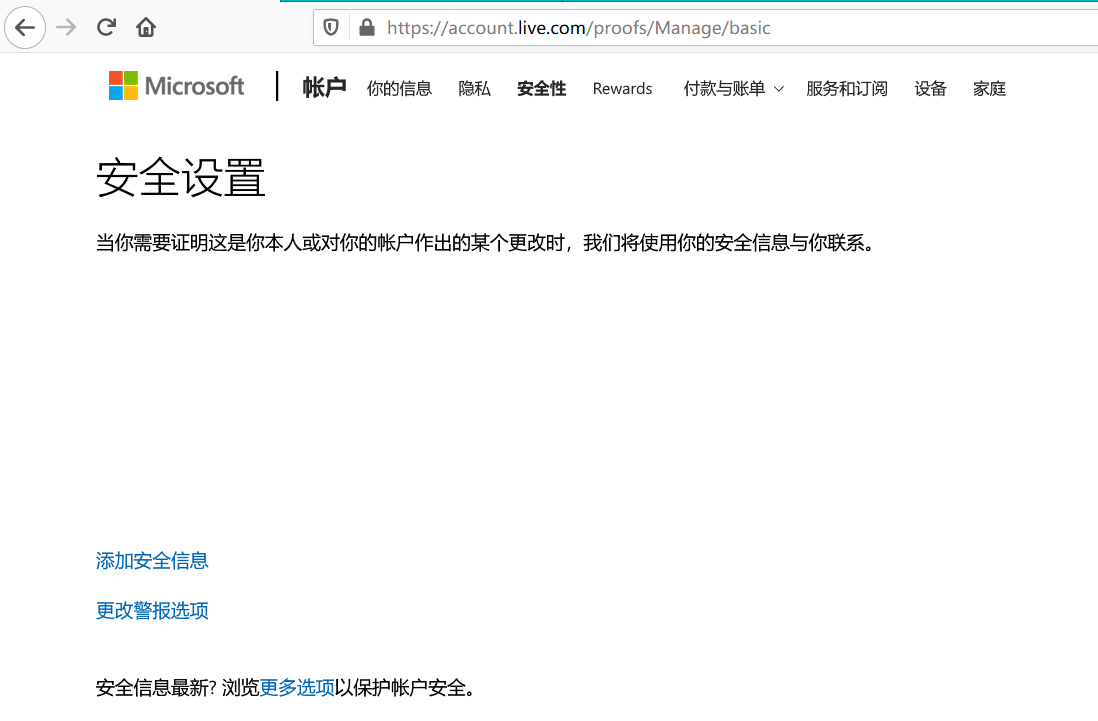 https://account.live.com/proofs/Manage/basic
Microsoft 帐户 你的信息 隐私 安全性 Rewards 付款与账单 服务和订阅 设备 家庭
安全设置
当你需要证明这是你本人或对你的帐户作出的某个更改时，我们将使用你的安全信息与你联系。
添加安全信息
更改警报选项
安全信息最新? 浏览更多选项以保护帐户安全。